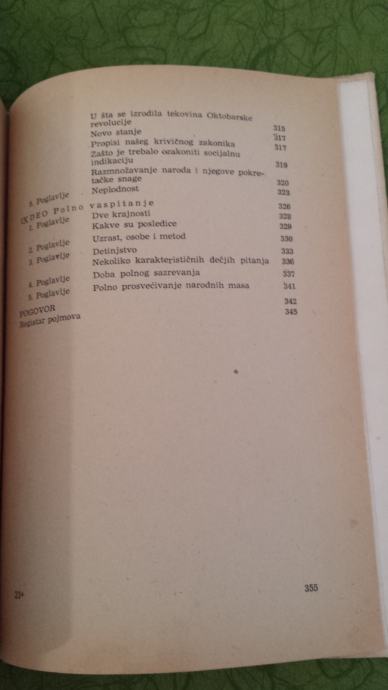 U šta se izrodila tekovina Oktobarske
revolucije 315
Novo stanje 317
Propisi našeg krivičnog zakonika 317
Zašto je trebalo ozakoniti socijalnu
indikaciju 319
Razmnožavanje naroda i njegove pokre-
tačke snage 320
8. Poglavlje Neplodnost 323
IX DEO Polno vaspitanje 326
1. Poglavlje Dve krajnosti 328
Kakve su posledice 329
2. Poglavlje Uzrast, osobe i metod 330
3. Poglavlje Detinjstvo 333
Nekoliko karakterističnih dečjih pitanja 336
4. Poglavlje Doba polnog sazrevanja 337
5. Poglavlje Polno prosvećivanje narodnih masa 341
POGOVOR 342
Registar pojmova 345
23* 355